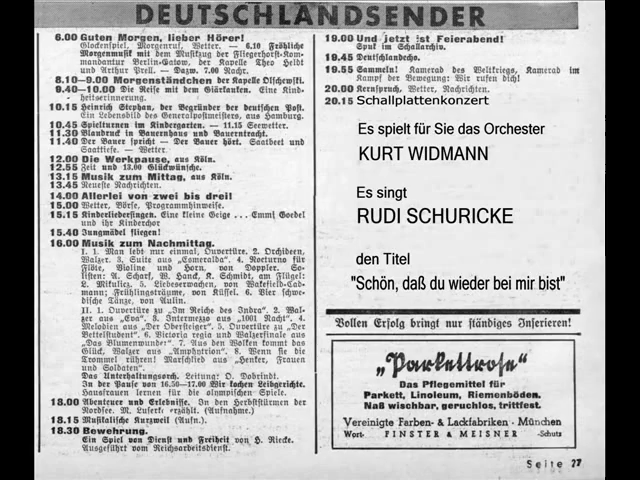 DEUTSCHLANDSENDER
6.00 Guten Morgen, lieber Hörer!
Glockenspiel, Morgenruf, Wetter. — 6.10 Fröhliche
Morgenmusik mit dem Musikzug der Fliegerhorst-Kom-
mandantur Berlin-Gatow, der Kapelle Theo Heldt
und Arthur Prell. — Dazw. 7.00 Nachr.
8.10—9.00 Morgenständchen der Kapelle Olschewski.
9.40—10.00 Die Reise mit dem Giärkauten. Eine Kind-
heitserinnerung.
10.15 Heinrich Stephan, der Begründer der deutschen Post.
Ein Lebensbild des Generalpostmeisters, aus Hamburg.
10.45 Spielturnen im Kindergarten. — 11.15 Seewetter.
11.30 Blaudruck in Bauernhaus und Bauerntracht.
11.40 Der Bauer spricht — Der Bauer hört. Saatbeet und
Saattiefe. — Wetter.
12.00 Die Werkpause, aus Köln.
12.55 Zeit und 13.00 Glückwünsche.
13.15 Musik zum Mittag, aus Köln.
13.45 Neueste Nachrichten.
14.00 Allerlei von zwei bis drei!
15.00 Wetter, Börse, Programmhinweise.
15.15 Kinderliedersingen. Eine kleine Geige . . . Emmi Goedel
und ihr Kinderchor
15.40 Jungmädel fliegen!
16.00 Musik zum Nachmittag.
I. 1. Man lebt nur einmal, Ouvertüre. 2. Orchideen,
Walzer. 3. Suite aus „Esmeralda". 4. Nocturno für
Flöte, Violine und Horn, von Doppler. So-
listen: A. Scharf, W. Hanck, K. Schmidt, am Flügel:
L. Mikulicz. 5. Liebeserwachen, von Wakefield-Cad-
mann; Frühlingsträume, von Küssel. 6. Vier schwe-
dische Tänze, von Aulin.
II. 1. Ouvertüre zu „Im Reiche des Indra". 2. Wal-
zer aus „Eva". 3. Intermezzo aus „1001 Nacht". 4.
Melodien aus „Der Obersteiger". 5. Ouvertüre zu „Der
Bettelstudent". 6. Victoria regia und Walzerfinale aus
„Das Blumenwunder". 7. Aus den Wolken kommt das
Glück, Walzer aus „Amphytrion". 8. Wenn sie die
Trommel rühren! Marschlied aus „Henker, Frauen
und Soldaten".
Das Unterhaltungsorch. Leitung: O. Dobrindt.
In der Pause von 16.50—17.00 Wir kochen Leibgerichte.
Hausfrauen lernen für die olympischen Spiele.
18.00 Abenteuer und Erlebnisse. In den Herbststürmen der
Nordsee. M. Luserke erzählt. (Aufnahme.)
18.15 Musikalische Kurzweil (Aufn.).
18.30 Bewehrung.
Ein Spiel von Dienst und Freiheit von H. Riecke.
Ausgeführt vom Reichsarbeitsdienst.
19.00 Und jetzt ist Feierabend!
Spuk im Schallarchiv.
19.45 Deutschlandecho.
19.55 Sammeln! Kamerad des Weltkriegs, Kamerad im
Kampf der Bewegung: Wir rufen dich!
20.00 Kernspruch, Wetter, Nachrichten.
20.15 Schallplattenkonzert
Es spielt für Sie das Orchester
KURT WIDMANN
Es singt
RUDI SCHURICKE
den Titel
"Schön, daß du wieder bei mir bist"
Vollen Erfolg bringt nur ständiges Inserieren!
„Parkettrose"
Das Pflegemittel für
Parkett, Linoleum, Riemenböden.
Naß wischbar, geruchlos, trittfest.
Vereinigte Farben- & Lackfabriken · München
Wort- FINSTER & MEISNER -Schutz
Seite 27